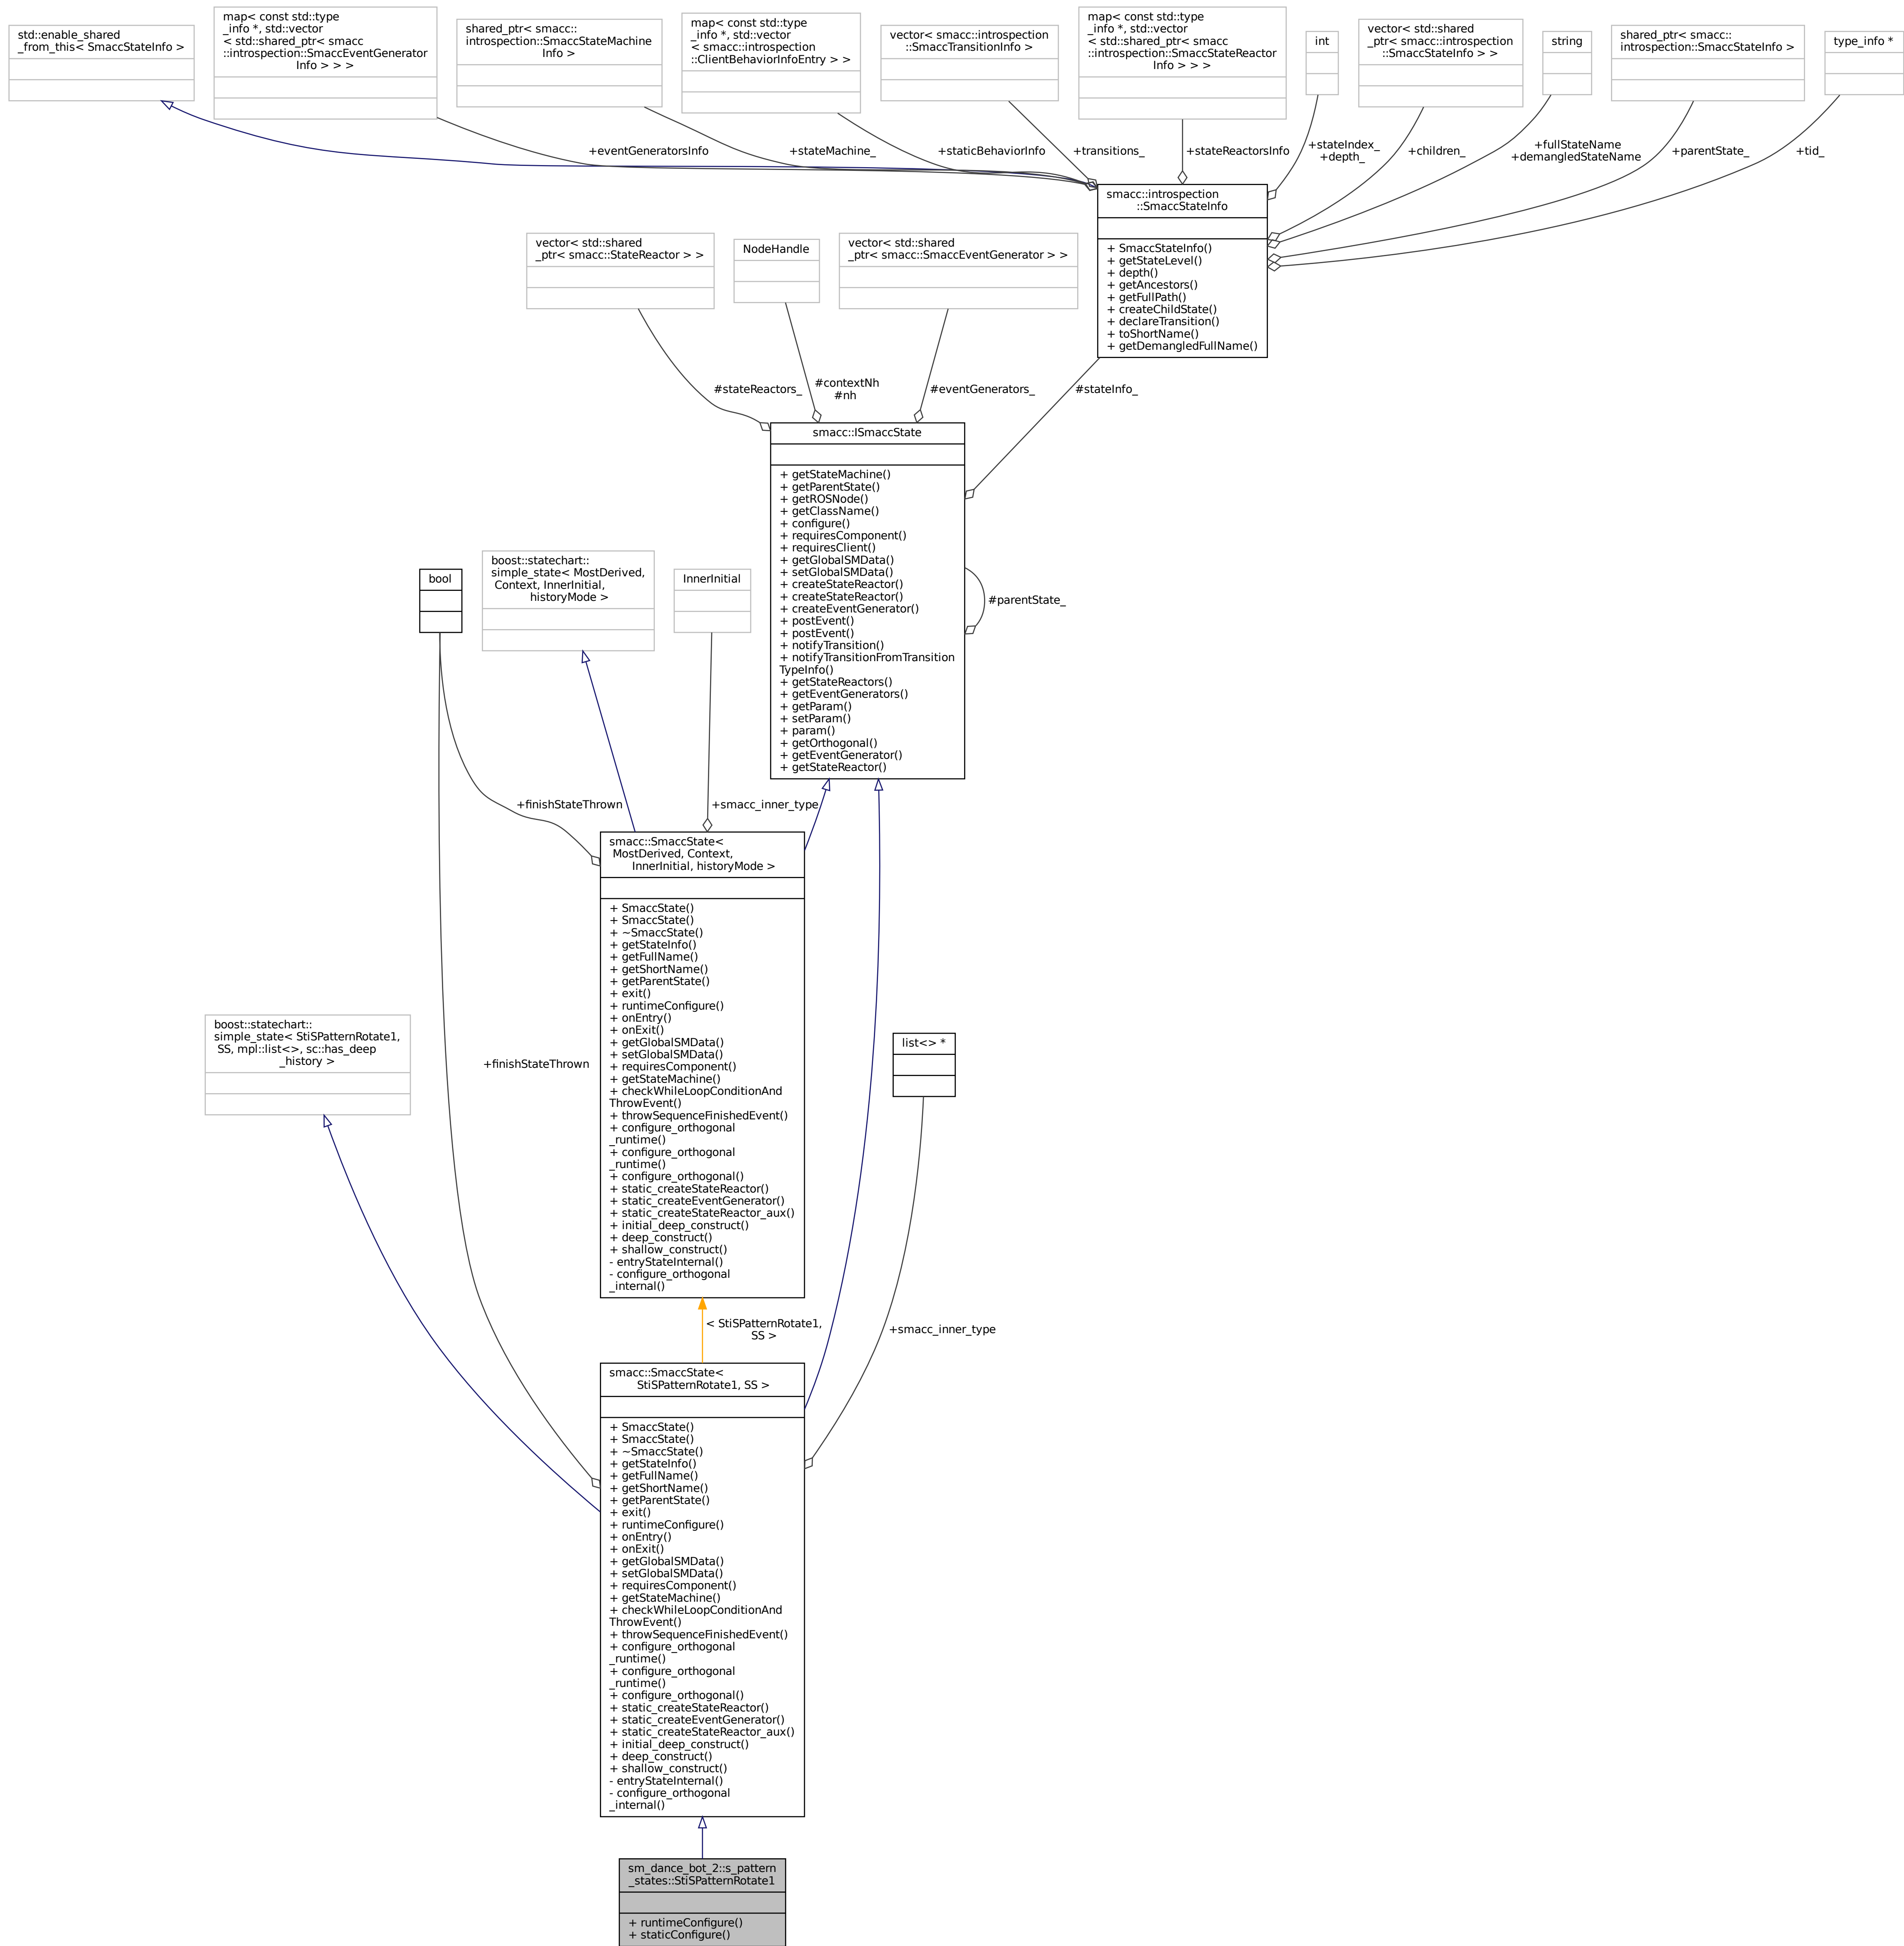 std::enable_shared
_from_this< SmaccStateInfo >
map< const std::type
_info *, std::vector
< std::shared_ptr< smacc
::introspection::SmaccEventGenerator
Info > > >
shared_ptr< smacc::
introspection::SmaccStateMachine
Info >
map< const std::type
_info *, std::vector
< smacc::introspection
::ClientBehaviorInfoEntry > >
vector< smacc::introspection
::SmaccTransitionInfo >
map< const std::type
_info *, std::vector
< std::shared_ptr< smacc
::introspection::SmaccStateReactor
Info > > >
int
vector< std::shared
_ptr< smacc::introspection
::SmaccStateInfo > >
string
shared_ptr< smacc::
introspection::SmaccStateInfo >
type_info *
+eventGeneratorsInfo
+stateMachine_
+staticBehaviorInfo
+transitions_
+stateReactorsInfo
+stateIndex_
+depth_
+children_
+fullStateName
+demangledStateName
+parentState_
+tid_
smacc::introspection
::SmaccStateInfo
+ SmaccStateInfo()
+ getStateLevel()
+ depth()
+ getAncestors()
+ getFullPath()
+ createChildState()
+ declareTransition()
+ toShortName()
+ getDemangledFullName()
vector< std::shared
_ptr< smacc::StateReactor > >
NodeHandle
vector< std::shared
_ptr< smacc::SmaccEventGenerator > >
#stateReactors_
#contextNh
#nh
#eventGenerators_
#stateInfo_
smacc::ISmaccState
+ getStateMachine()
+ getParentState()
+ getROSNode()
+ getClassName()
+ configure()
+ requiresComponent()
+ requiresClient()
+ getGlobalSMData()
+ setGlobalSMData()
+ createStateReactor()
+ createStateReactor()
+ createEventGenerator()
+ postEvent()
+ postEvent()
+ notifyTransition()
+ notifyTransitionFromTransition
TypeInfo()
+ getStateReactors()
+ getEventGenerators()
+ getParam()
+ setParam()
+ param()
+ getOrthogonal()
+ getEventGenerator()
+ getStateReactor()
#parentState_
bool
boost::statechart::
simple_state< MostDerived,
Context, InnerInitial,
historyMode >
InnerInitial
+finishStateThrown
+smacc_inner_type
smacc::SmaccState<
MostDerived, Context,
InnerInitial, historyMode >
+ SmaccState()
+ SmaccState()
+ ~SmaccState()
+ getStateInfo()
+ getFullName()
+ getShortName()
+ getParentState()
+ exit()
+ runtimeConfigure()
+ onEntry()
+ onExit()
+ getGlobalSMData()
+ setGlobalSMData()
+ requiresComponent()
+ getStateMachine()
+ checkWhileLoopConditionAnd
ThrowEvent()
+ throwSequenceFinishedEvent()
+ configure_orthogonal
_runtime()
+ configure_orthogonal
_runtime()
+ configure_orthogonal()
+ static_createStateReactor()
+ static_createEventGenerator()
+ static_createStateReactor_aux()
+ initial_deep_construct()
+ deep_construct()
+ shallow_construct()
- entryStateInternal()
- configure_orthogonal
_internal()
boost::statechart::
simple_state< StiSPatternRotate1,
SS, mpl::list<>, sc::has_deep
_history >
+finishStateThrown
list<> *
< StiSPatternRotate1,
SS >
+smacc_inner_type
smacc::SmaccState<
StiSPatternRotate1, SS >
+ SmaccState()
+ SmaccState()
+ ~SmaccState()
+ getStateInfo()
+ getFullName()
+ getShortName()
+ getParentState()
+ exit()
+ runtimeConfigure()
+ onEntry()
+ onExit()
+ getGlobalSMData()
+ setGlobalSMData()
+ requiresComponent()
+ getStateMachine()
+ checkWhileLoopConditionAnd
ThrowEvent()
+ throwSequenceFinishedEvent()
+ configure_orthogonal
_runtime()
+ configure_orthogonal
_runtime()
+ configure_orthogonal()
+ static_createStateReactor()
+ static_createEventGenerator()
+ static_createStateReactor_aux()
+ initial_deep_construct()
+ deep_construct()
+ shallow_construct()
- entryStateInternal()
- configure_orthogonal
_internal()
sm_dance_bot_2::s_pattern
_states::StiSPatternRotate1
+ runtimeConfigure()
+ staticConfigure()